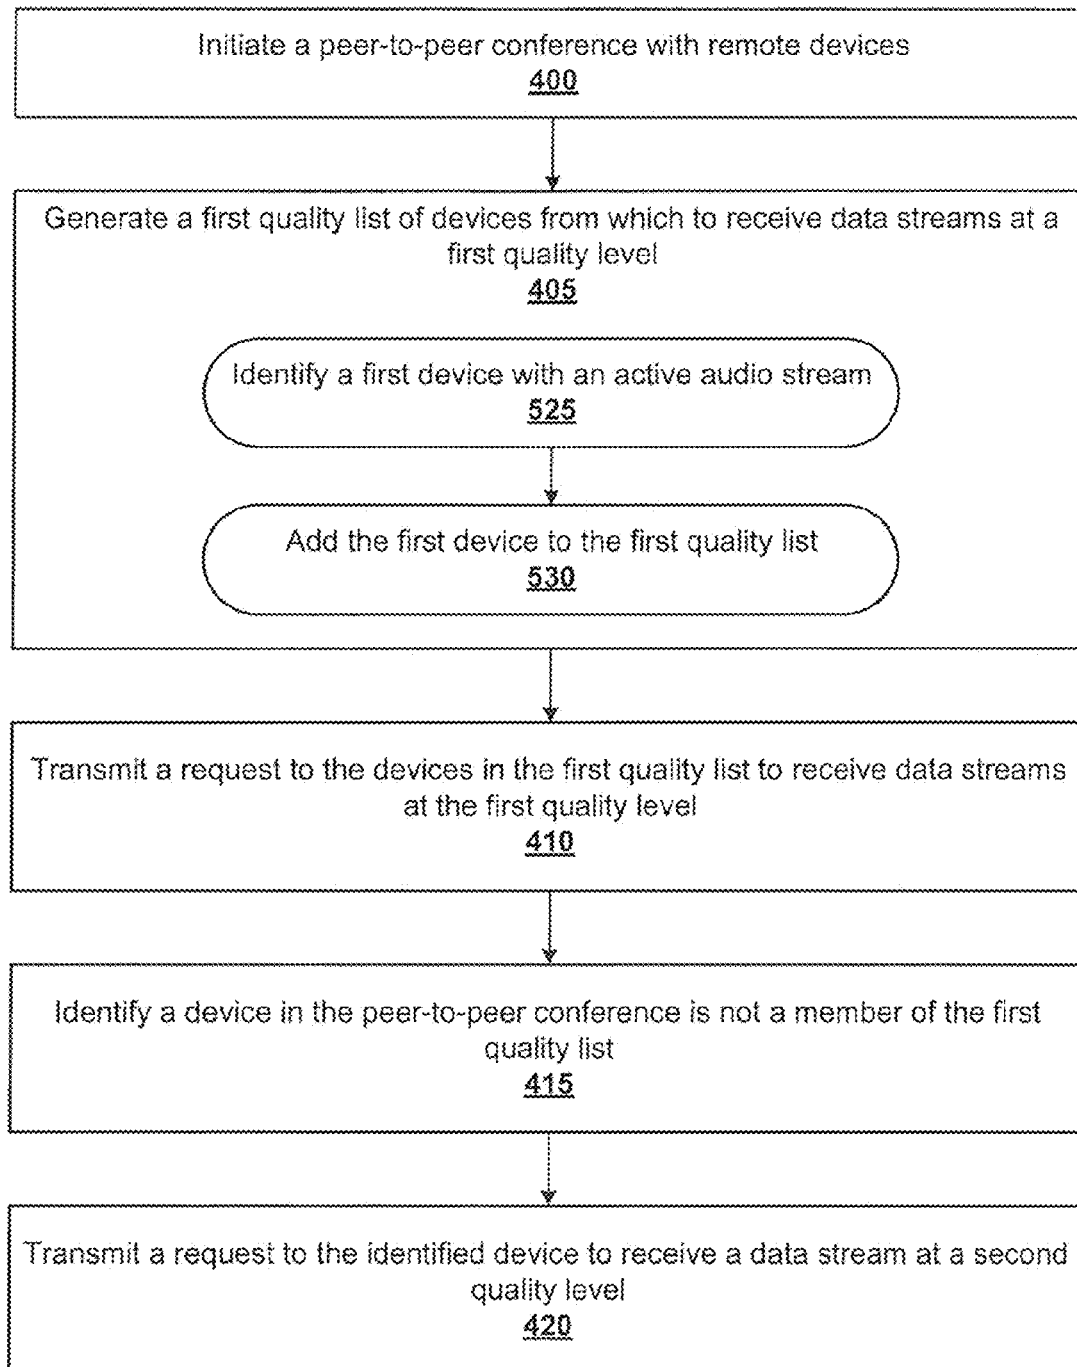 Initiate a peer-to-peer conference with remote devices
400
Generate a first quality list of devices from which to receive data streams at a
first quality level
405
Identify a first device with an active audio stream
525
Add the first device to the first quality list
530
Transmit a request to the devices in the first quality list to receive data streams
at the first quality level
410
Identify a device in the peer-to-peer conference is not a member of the first
quality list
415
Transmit a request to the identified device to receive a data stream at a second
quality level
420